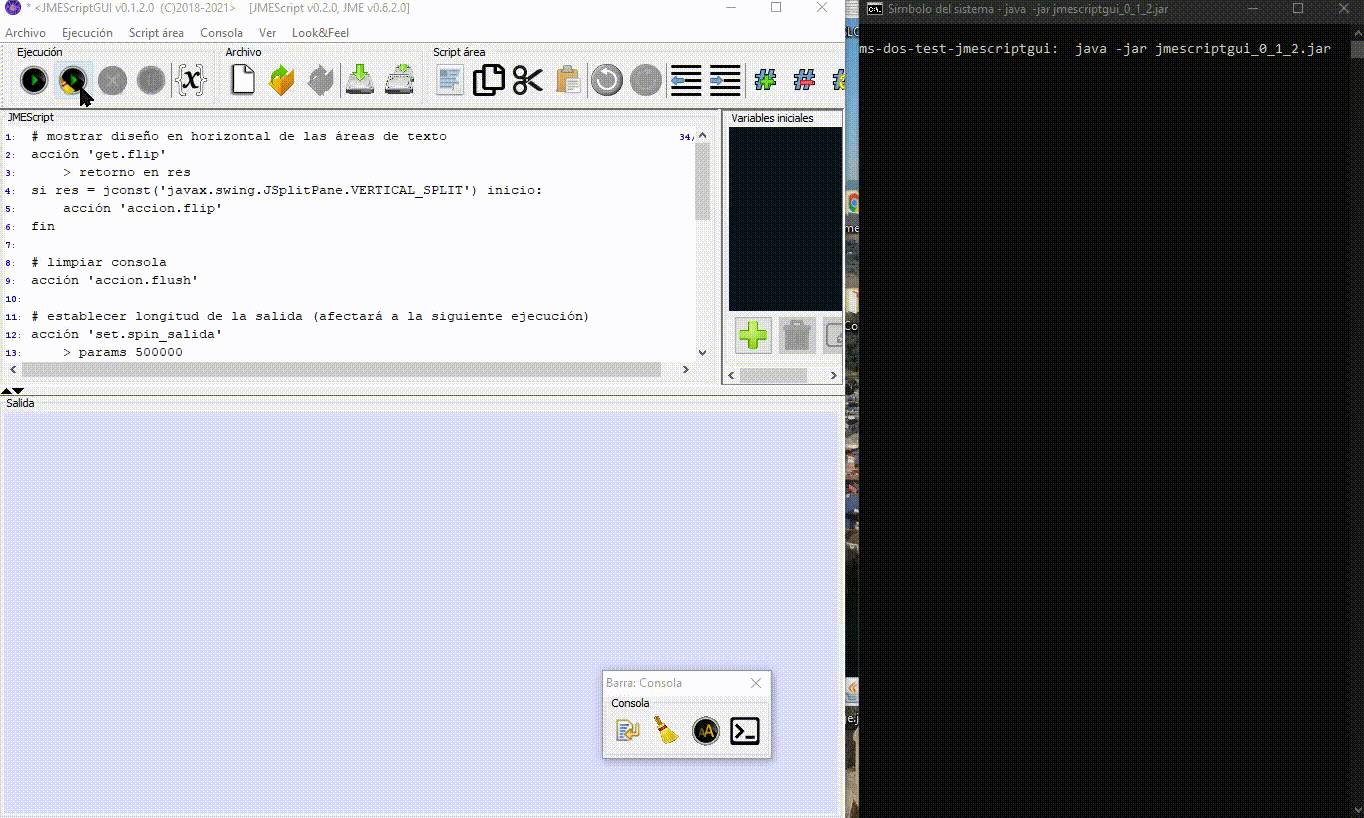 * <JMEScriptGUI v0.1.2.0 (C)2018-2021> [JMEScript v0.2.0, JME v0.6.2.0]
Archivo Ejecución Script área Consola Ver Look&Feel
Ejecución Archivo Script área
{x}
JMEScript
1: # mostrar diseño en horizontal de las áreas de texto
34,
2: acción 'get.flip'
3: > retorno en res
4: si res = jconst('javax.swing.JSplitPane.VERTICAL_SPLIT') inicio:
5: acción 'accion.flip'
6: fin
7:
8: # limpiar consola
9: acción 'accion.flush'
10:
11: # establecer longitud de la salida (afectará a la siguiente ejecución)
12: acción 'set.spin_salida'
13: > params 500000
Variables iniciales
Salida
Barra: Consola
Consola
AA
>_
Símbolo del sistema - java -jar jmescriptgui_0_1_2.jar
ms-dos-test-jmescriptgui: java -jar jmescriptgui_0_1_2.jar